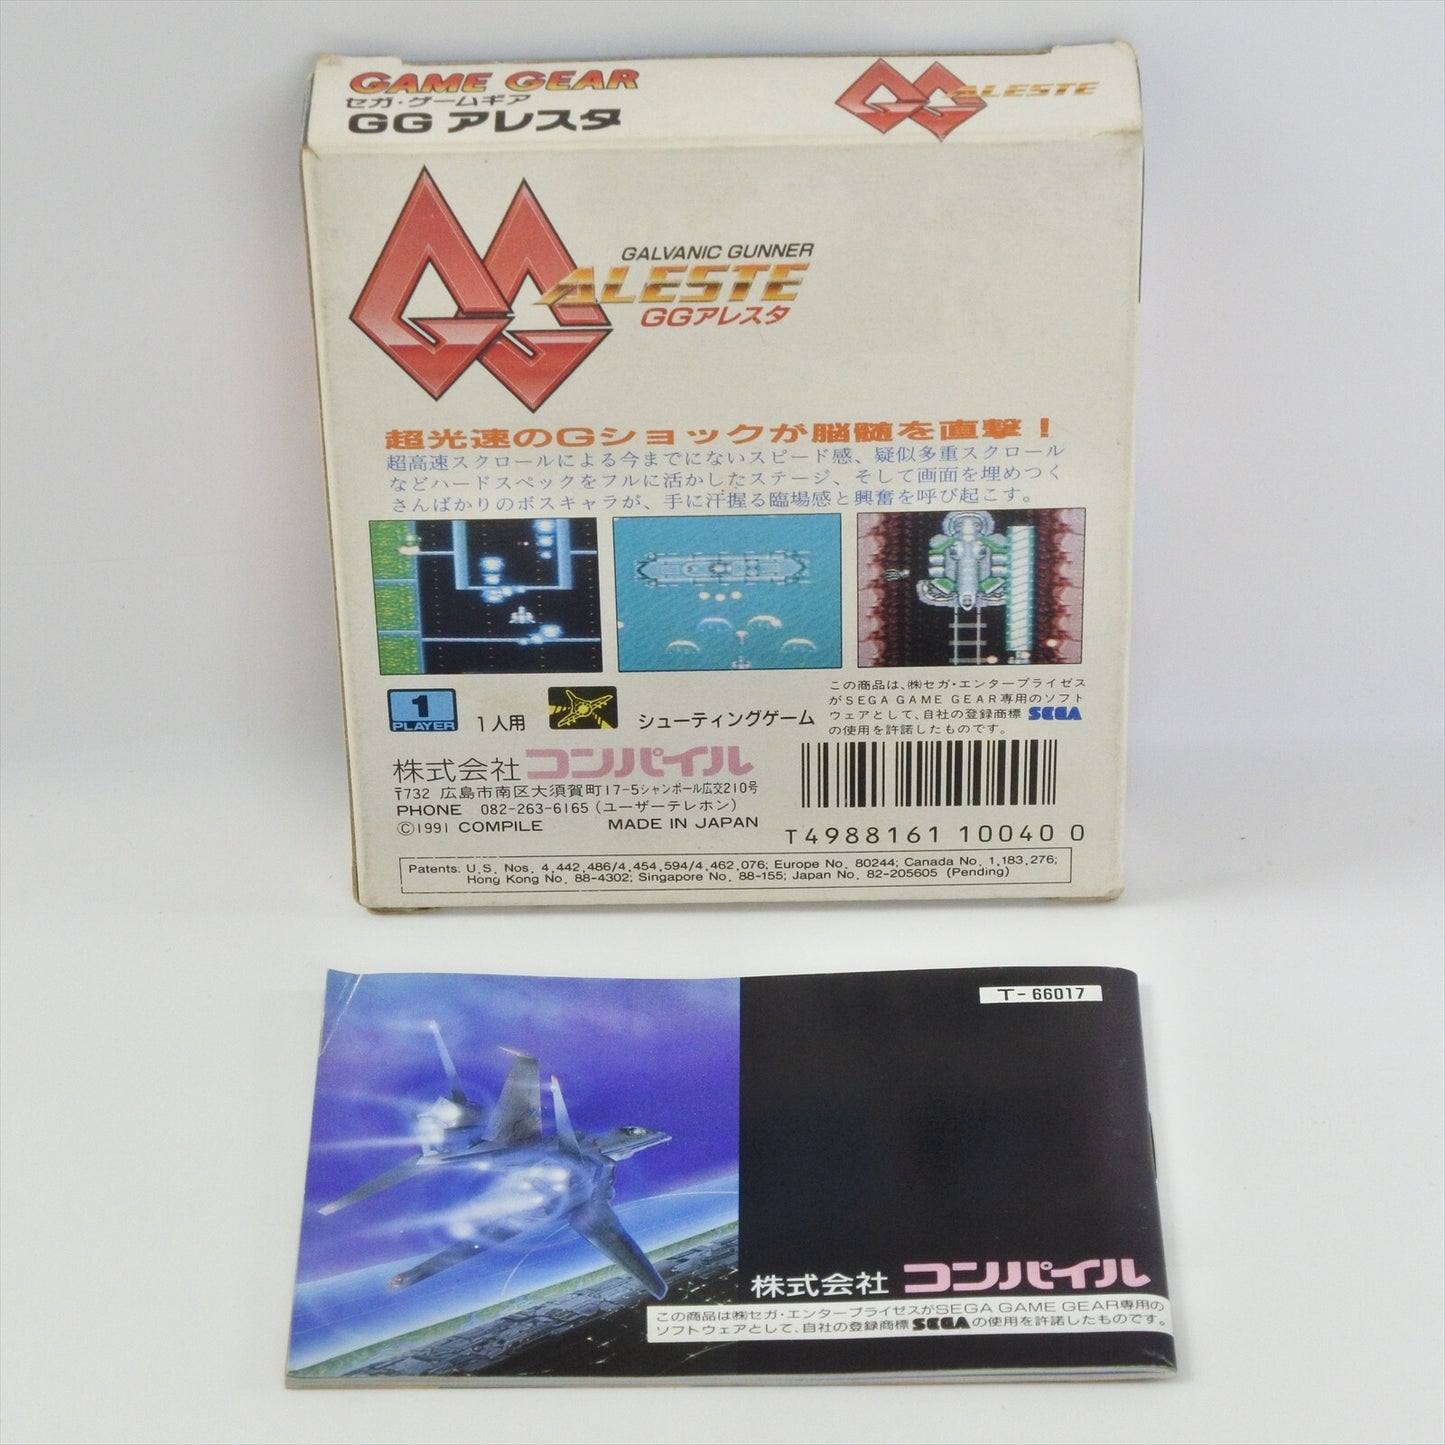 GAME GEAR
セガ・ゲームギア
GG アレスタ
GG ALESTE
GALVANIC GUNNER
GG ALESTE
GGアレスタ
超光速のGショックが脳髄を直撃！
超高速スクロールによる今までにないスピード感、疑似多重スクロール
などハードスペックをフルに活かしたステージ、そして画面を埋めつく
さんばかりのボスキャラが、手に汗握る臨場感と興奮を呼び起こす。
1
PLAYER
1人用
シューティングゲーム
この商品は、㈱セガ・エンタープライゼス
がSEGA GAME GEAR専用のソフト
ウェアとして、自社の登録商標 SEGA
の使用を許諾したものです。
株式会社 コンパイル
〒732 広島市南区大須賀町17-5シャンボール広交210号
PHONE 082-263-6165 (ユーザーテレホン)
©1991 COMPILE MADE IN JAPAN
T 4988161 10040 0
Patents: U.S. Nos. 4,442,486/4,454,594/4,462,076; Europe No. 80244; Canada No. 1,183,276;
Hong Kong No. 88-4302; Singapore No. 88-155; Japan No. 82-205605 (Pending)
T-66017
株式会社 コンパイル
この商品は㈱セガ・エンタープライゼスがSEGA GAME GEAR専用の
ソフトウェアとして、自社の登録商標 SEGA の使用を許諾したものです。